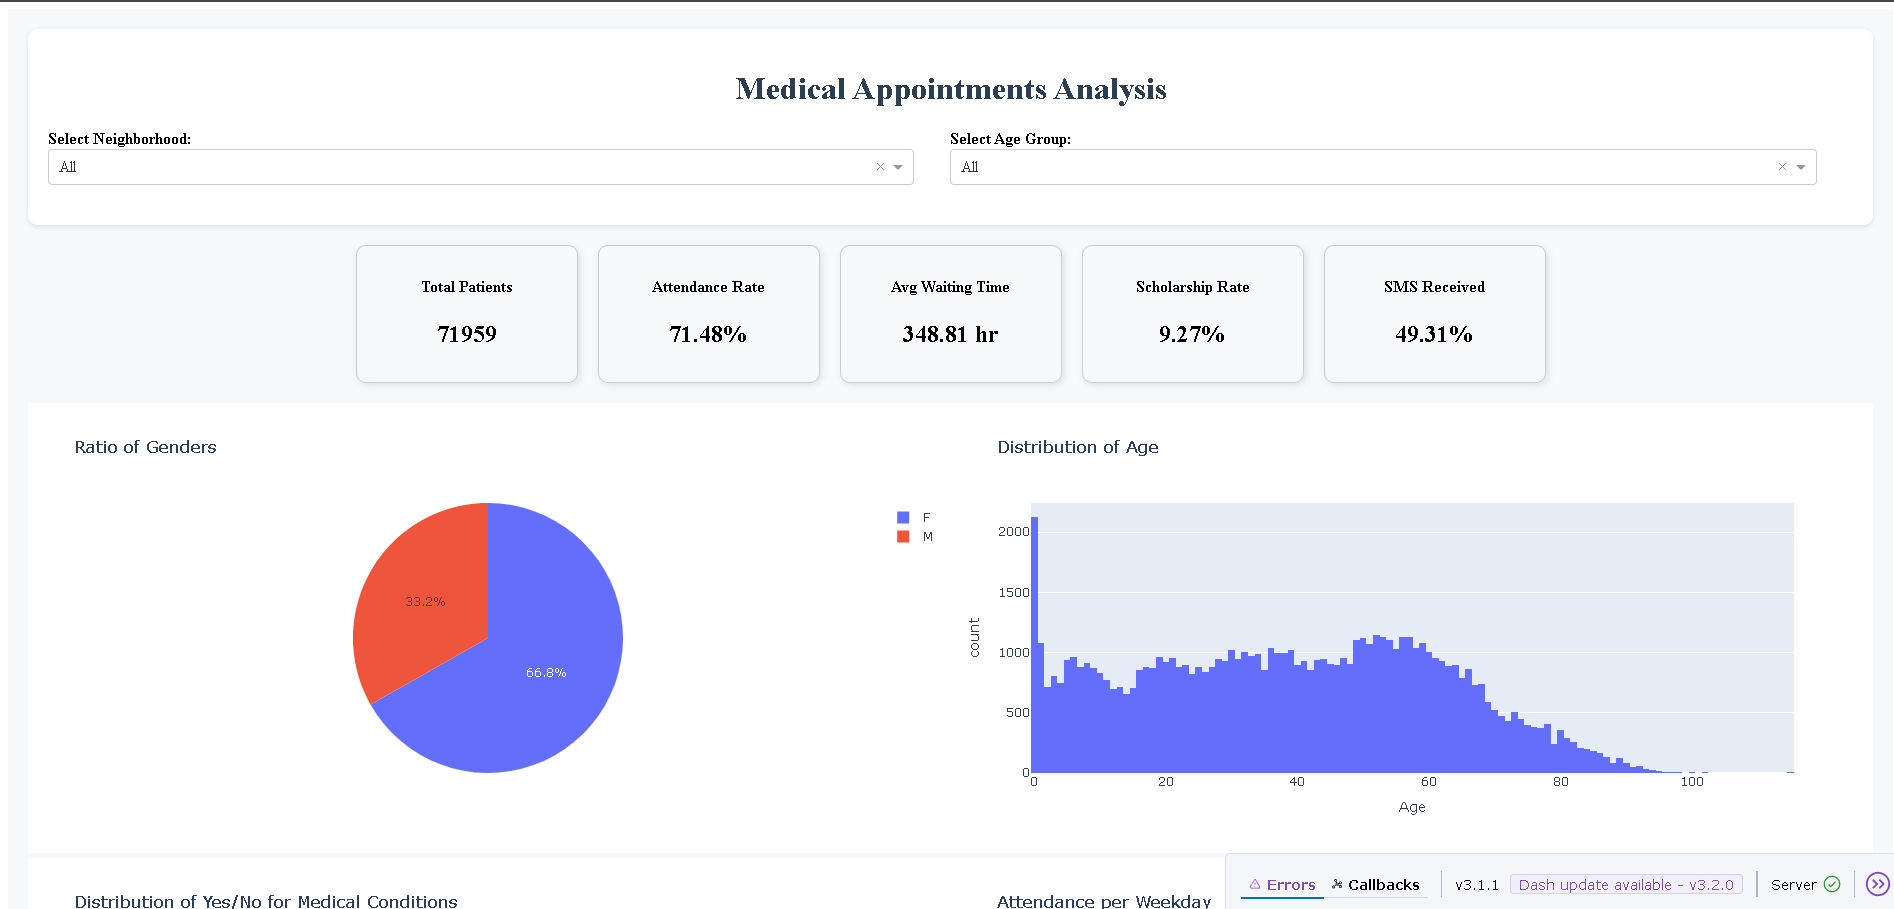 Medical Appointments Analysis
Select Neighborhood:
All
Select Age Group:
All
Total Patients
71959
Attendance Rate
71.48%
Avg Waiting Time
348.81 hr
Scholarship Rate
9.27%
SMS Received
49.31%
Ratio of Genders
33.2%
66.8%
F
M
Distribution of Age
count
2000
1500
1000
500
0
0 20 40 60 80 100
Age
Distribution of Yes/No for Medical Conditions
Attendance per Weekday
Errors Callbacks v3.1.1 Dash update available - v3.2.0 Server